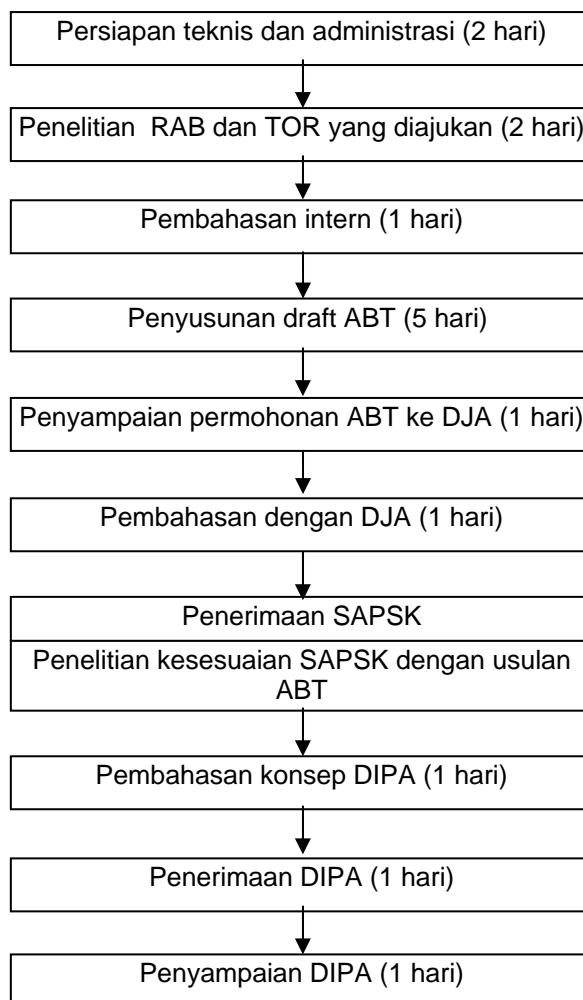 Persiapan teknis dan administrasi (2 hari)
Penelitian  RAB dan TOR yang diajukan (2 hari)
Pembahasan intern (1 hari)
Penyusunan draft ABT (5 hari)
Penyampaian permohonan ABT ke DJA (1 hari)
Pembahasan dengan DJA (1 hari)
Penerimaan SAPSK
Penelitian kesesuaian SAPSK dengan usulan
ABT
Pembahasan konsep DIPA (1 hari)
Penerimaan DIPA (1 hari)
Penyampaian DIPA (1 hari)